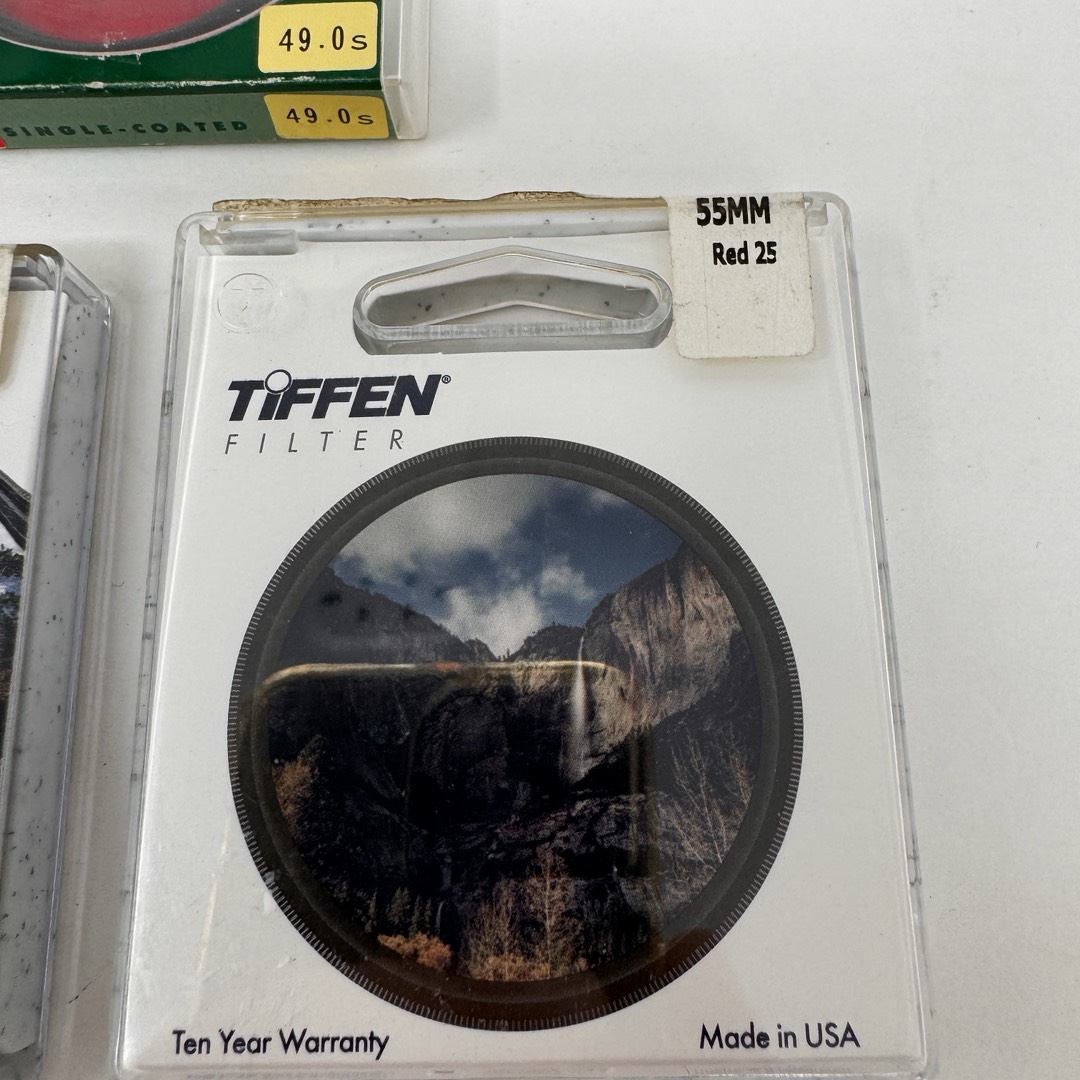 49.0s
SINGLE-COATED 49.0s
55MM
Red 25
TiFFEN®
FILTER
Ten Year Warranty
Made in USA